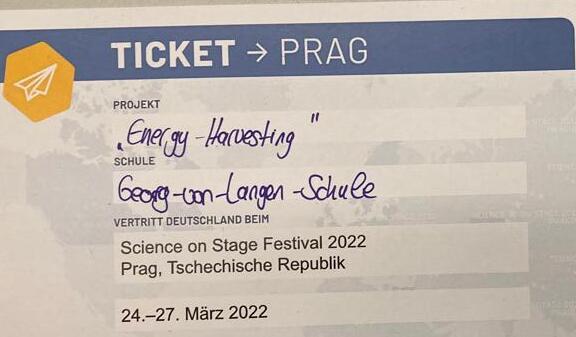 TICKET → PRAG
PROJEKT
„Energy-Harvesting"
SCHULE
Georg-von-Langen-Schule
VERTRITT DEUTSCHLAND BEIM
Science on Stage Festival 2022
Prag, Tschechische Republik
24.–27. März 2022